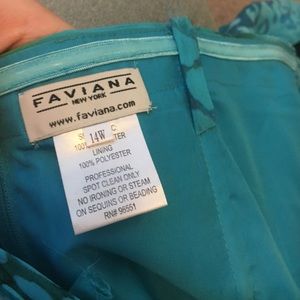 FAVIANA
NEW YORK
www.faviana.com
14W
LINING
100% POLYESTER
PROFESSIONAL
SPOT CLEAN ONLY
NO IRONING OR STEAM
ON SEQUINS OR BEADING
RN# 96551